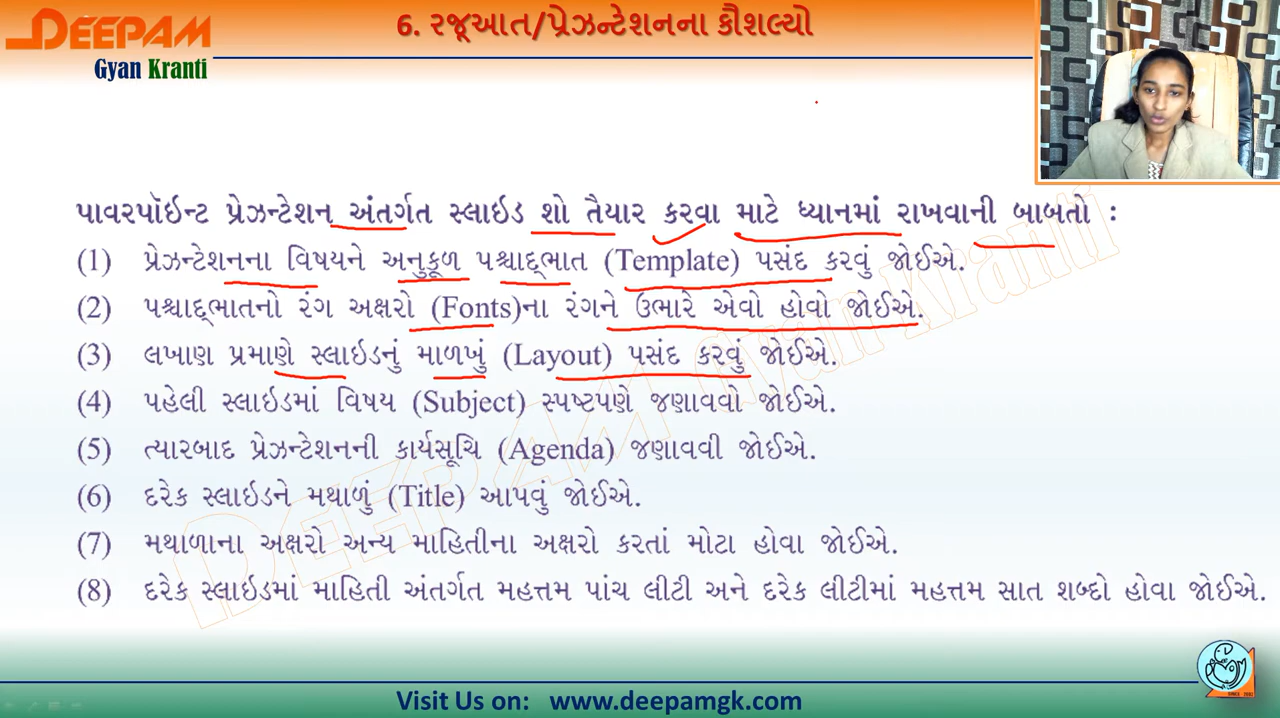 DEEPAM
Gyan Kranti
6. રજૂઆત/પ્રેઝન્ટેશનના કૌશલ્યો
પાવરપૉઇન્ટ પ્રેઝન્ટેશન અંતર્ગત સ્લાઇડ શો તૈયાર કરવા માટે ધ્યાનમાં રાખવાની બાબતો :
(1) પ્રેઝન્ટેશનના વિષયને અનુકૂળ પશ્ચાદ્ભાત (Template) પસંદ કરવું જોઈએ.
(2) પશ્ચાદ્ભાતનો રંગ અક્ષરો (Fonts)ના રંગને ઉભારે એવો હોવો જોઈએ.
(3) લખાણ પ્રમાણે સ્લાઇડનું માળખું (Layout) પસંદ કરવું જોઈએ.
(4) પહેલી સ્લાઇડમાં વિષય (Subject) સ્પષ્ટપણે જણાવવો જોઈએ.
(5) ત્યારબાદ પ્રેઝન્ટેશનની કાર્યસૂચિ (Agenda) જણાવવી જોઈએ.
(6) દરેક સ્લાઇડને મથાળું (Title) આપવું જોઈએ.
(7) મથાળાના અક્ષરો અન્ય માહિતીના અક્ષરો કરતાં મોટા હોવા જોઈએ.
(8) દરેક સ્લાઇડમાં માહિતી અંતર્ગત મહત્તમ પાંચ લીટી અને દરેક લીટીમાં મહત્તમ સાત શબ્દો હોવા જોઈએ.
DEEPAM Gyan Kranti
Visit Us on: www.deepamgk.com